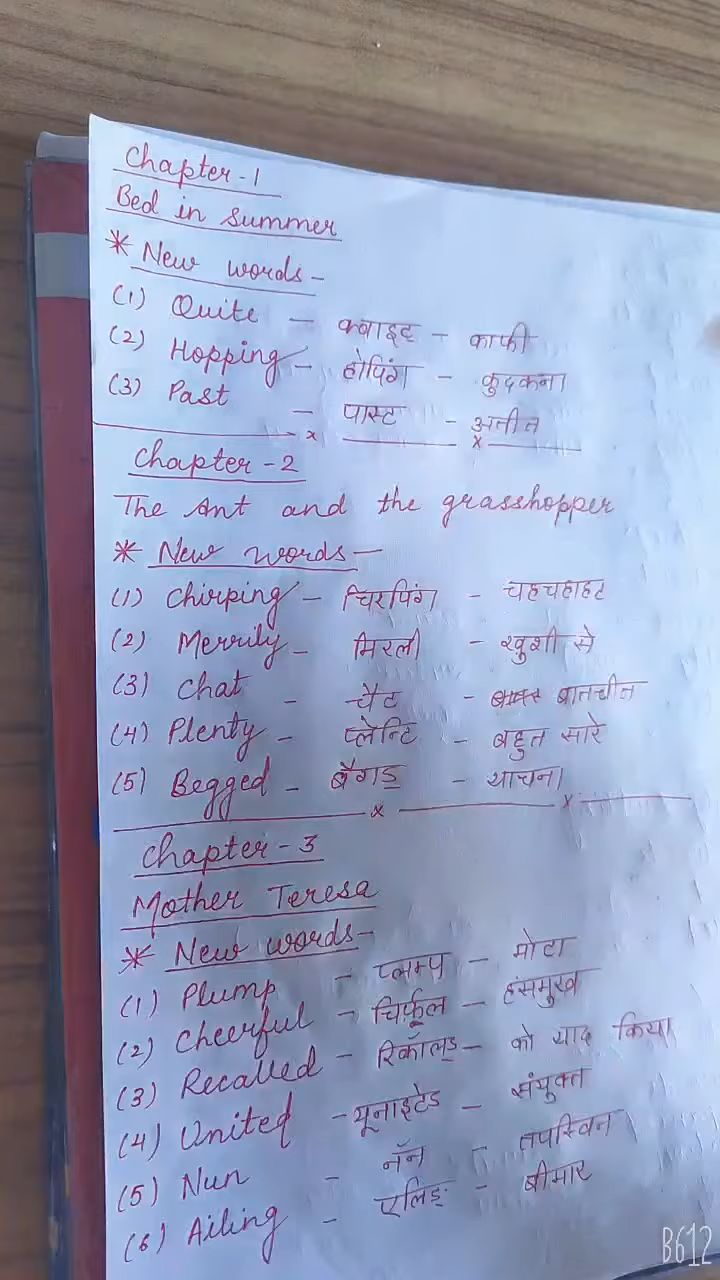 Chapter-1
Bed in summer
* New words-
(1) Quite - क्वाइट - काफी
(2) Hopping - होपिंग - कुदकना
(3) Past - पास्ट - अतीत
x x
Chapter-2
The Ant and the grasshopper
* New words-
(1) Chirping - चिरपिंग - चहचहाहट
(2) Merrily - मिरली - खुशी से
(3) Chat - चैट - बातचीत
(4) Plenty - प्लेन्टि - बहुत सारे
(5) Begged - बैगड् - याचना
x x
Chapter-3
Mother Teresa
* New words-
(1) Plump - प्लम्प - मोटा
(2) Cheerful - चिर्फूल - हंसमुख
(3) Recalled - रिकॉल्ड् - को याद किया
(4) United - यूनाइटेड - संयुक्त
(5) Nun - नॅन - तपस्विन
(6) Ailing - एलिङ् - बीमार
B612